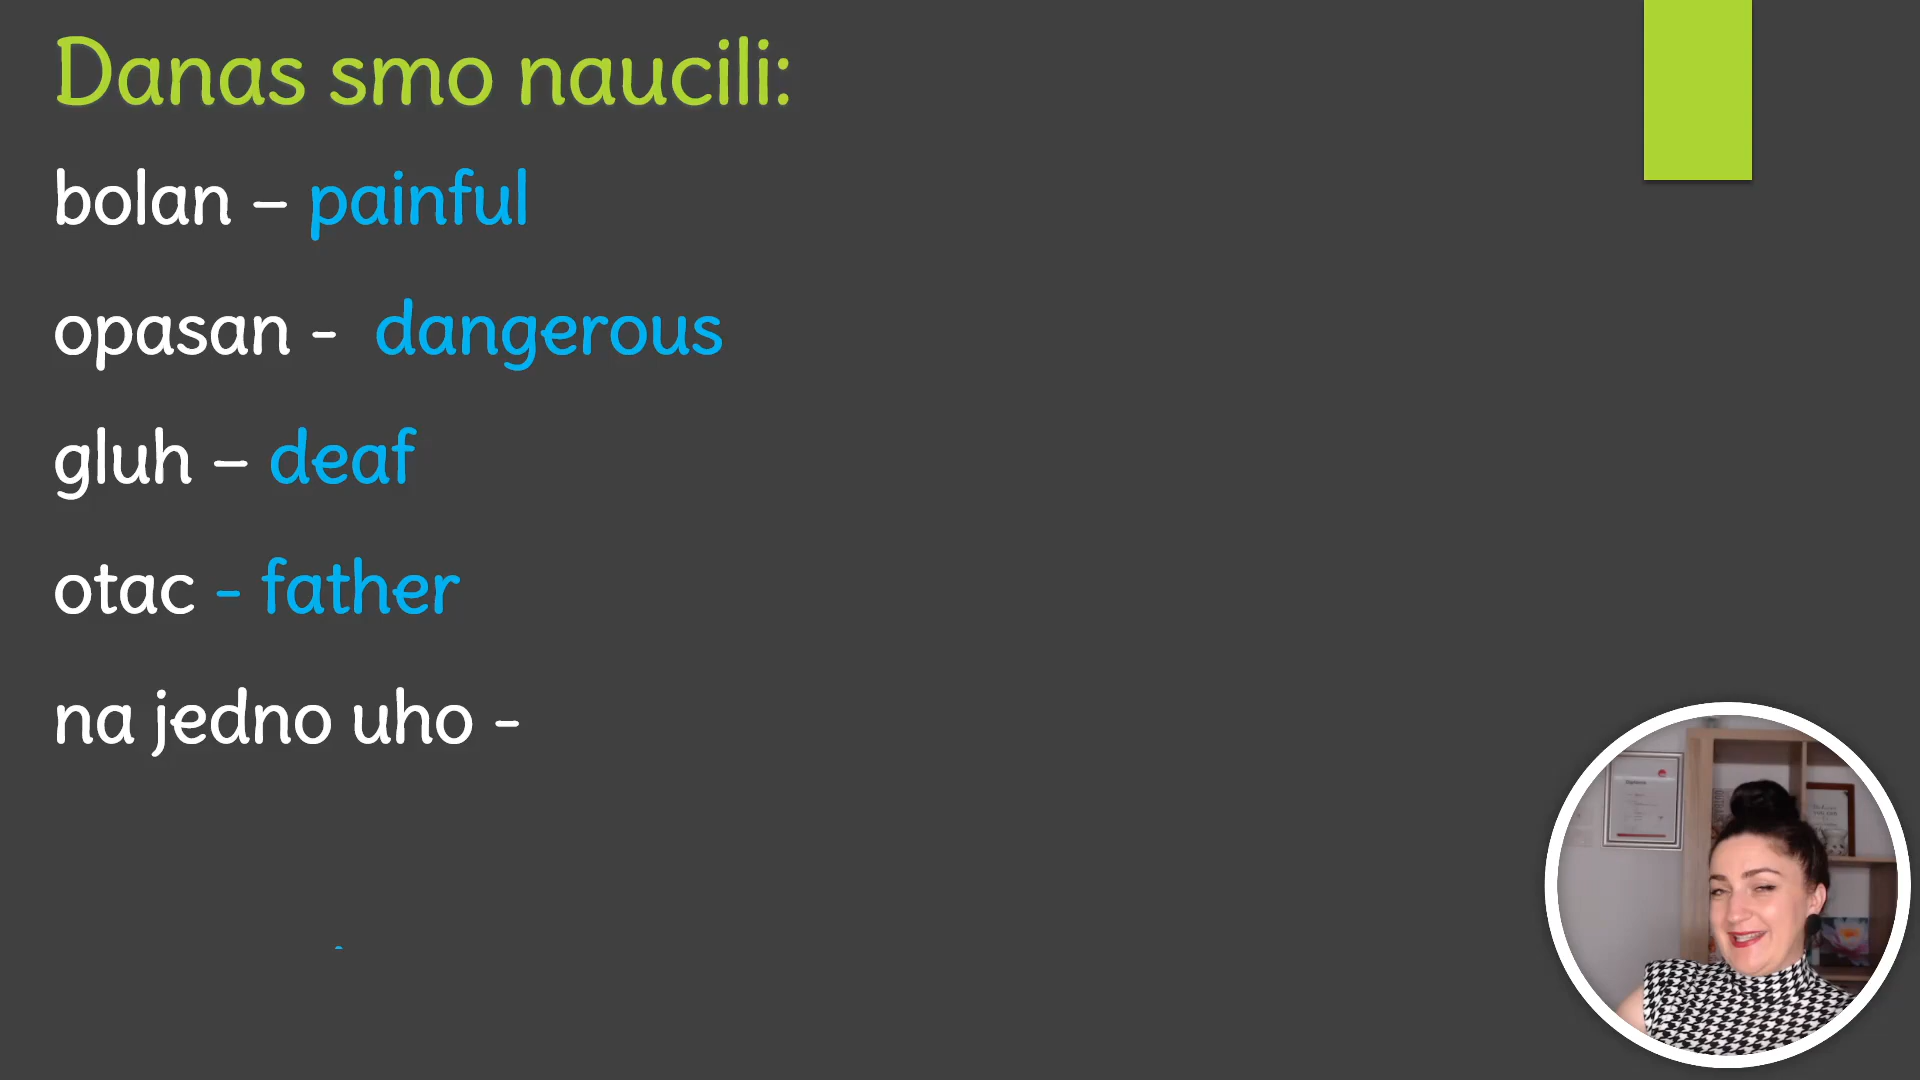 Danas smo naucili:
bolan – painful
opasan - dangerous
gluh – deaf
otac - father
na jedno uho -